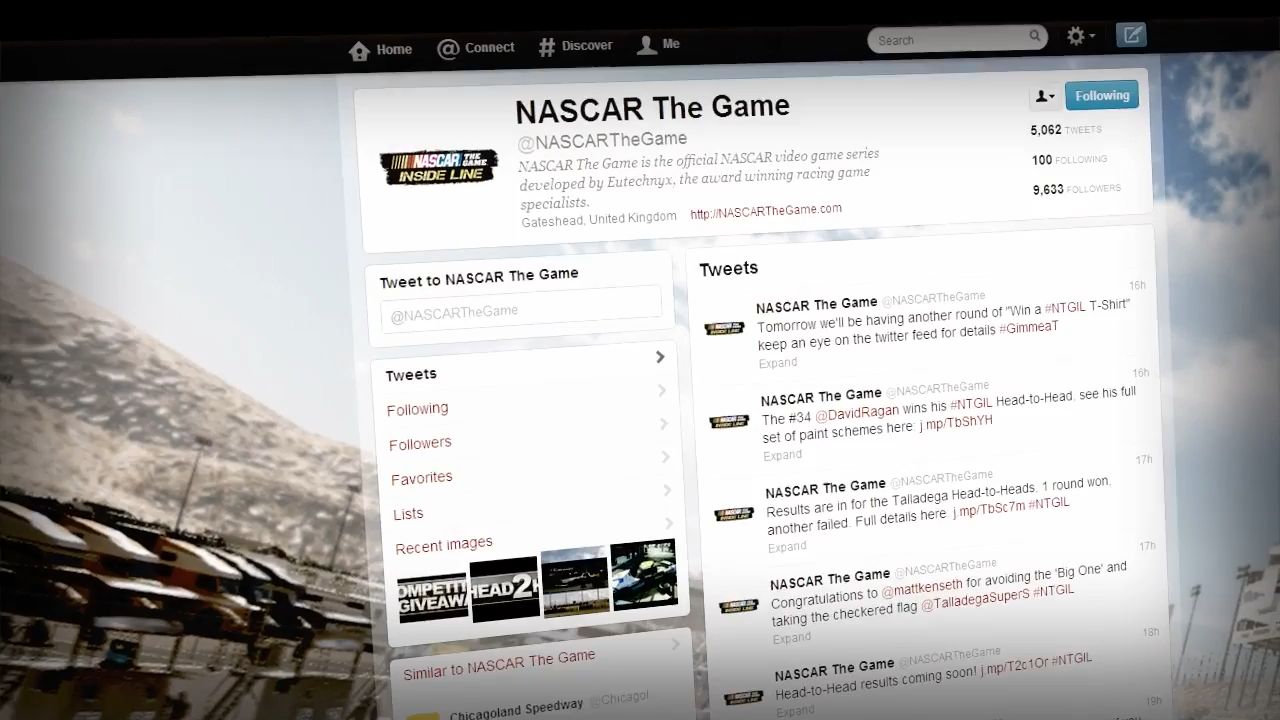 Home
Connect
Discover
Me
Search
NASCAR The Game
@NASCARTheGame
NASCAR The Game is the official NASCAR video game series
developed by Eutechnyx, the award winning racing game
specialists.
Gateshead, United Kingdom http://NASCARTheGame.com
Following
5,062 TWEETS
100 FOLLOWING
9,633 FOLLOWERS
NASCAR THE GAME
INSIDE LINE
Tweet to NASCAR The Game
@NASCARTheGame
Tweets
Following
Followers
Favorites
Lists
Recent images
OMPETIT
GIVEAWA
HEAD2H
Similar to NASCAR The Game
Chicagoland Speedway @Chicagol
Tweets
NASCAR The Game @NASCARTheGame 16h
Tomorrow we'll be having another round of "Win a #NTGIL T-Shirt"
keep an eye on the twitter feed for details #GimmeaT
Expand
NASCAR The Game @NASCARTheGame 16h
The #34 @DavidRagan wins his #NTGIL Head-to-Head, see his full
set of paint schemes here: j.mp/TbShYH
Expand
NASCAR The Game @NASCARTheGame 17h
Results are in for the Talladega Head-to-Heads, 1 round won,
another failed. Full details here: j.mp/TbSc7m #NTGIL
Expand
NASCAR The Game @NASCARTheGame 17h
Congratulations to @mattkenseth for avoiding the 'Big One' and
taking the checkered flag @TalladegaSuperS #NTGIL
Expand
NASCAR The Game @NASCARTheGame 18h
Head-to-Head results coming soon! j.mp/T2c1Or #NTGIL
Expand
19h